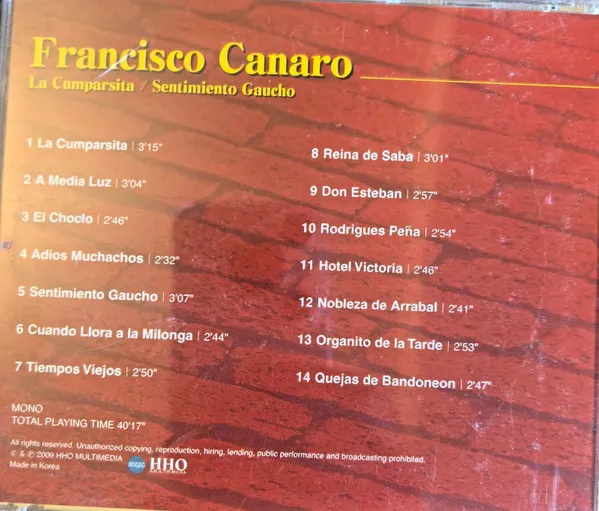 Francisco Canaro
La Cumparsita / Sentimiento Gaucho
1 La Cumparsita | 3'15"
2 A Media Luz | 3'04"
3 El Choclo | 2'46"
4 Adios Muchachos | 2'32"
5 Sentimiento Gaucho | 3'07"
6 Cuando Llora a la Milonga | 2'44"
7 Tiempos Viejos | 2'50"
8 Reina de Saba | 3'01"
9 Don Esteban | 2'57"
10 Rodrigues Peña | 2'54"
11 Hotel Victoria | 2'46"
12 Nobleza de Arrabal | 2'41"
13 Organito de la Tarde | 2'53"
14 Quejas de Bandoneon | 2'47"
MONO
TOTAL PLAYING TIME 40'17"
All rights reserved. Unauthorized copying, reproduction, hiring, lending, public performance and broadcasting prohibited.
© & ℗ 2009 HHO MULTIMEDIA
Made in Korea
HHO
MULTIMEDIA